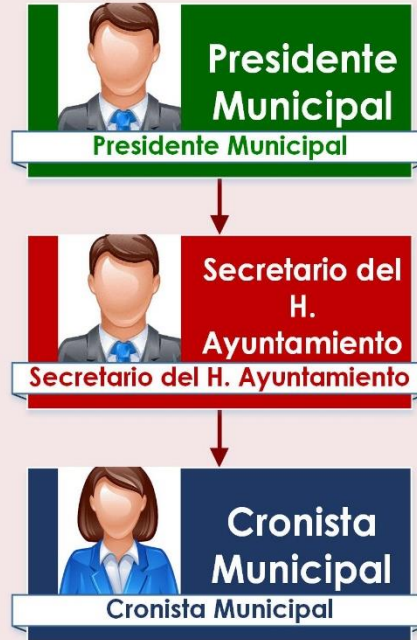 Presidente
Municipal
Presidente Municipal
Secretario del
H.
Ayuntamiento
Secretario del H. Ayuntamiento
Cronista
Municipal
Cronista Municipal